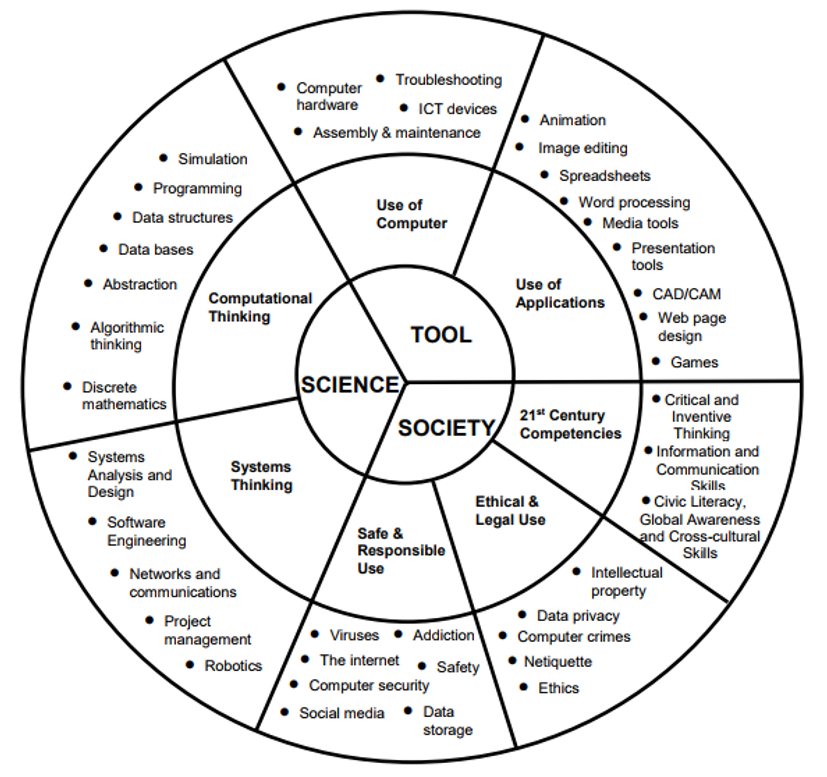 TOOL
SCIENCE
SOCIETY
Use of
Computer
Use of
Applications
21st Century
Competencies
Ethical &
Legal Use
Safe &
Responsible
Use
Systems
Thinking
Computational
Thinking
• Computer
hardware
• Troubleshooting
• ICT devices
• Assembly & maintenance
• Animation
• Image editing
• Spreadsheets
• Word processing
• Media tools
• Presentation
tools
• CAD/CAM
• Web page
design
• Games
• Critical and
Inventive
Thinking
• Information and
Communication
Skills
• Civic Literacy,
Global Awareness
and Cross-cultural
Skills
• Intellectual
property
• Data privacy
• Computer crimes
• Netiquette
• Ethics
• Viruses
• Addiction
• The internet
• Safety
• Computer security
• Social media
• Data
storage
• Systems
Analysis and
Design
• Software
Engineering
• Networks and
communications
• Project
management
• Robotics
• Simulation
• Programming
• Data structures
• Data bases
• Abstraction
• Algorithmic
thinking
• Discrete
mathematics